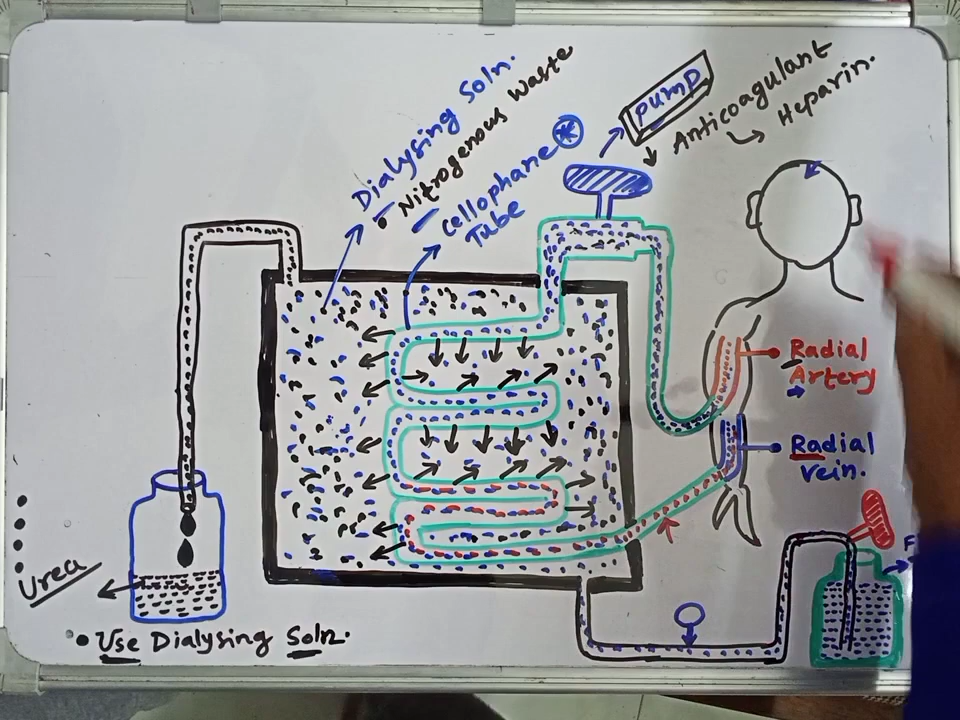 Dialysing Soln.
Nitrogenous Waste
Cellophane
Tube
pump
Anticoagulant
Heparin.
Radial
Artery
Radial
vein.
Urea
Use Dialysing Soln.
F